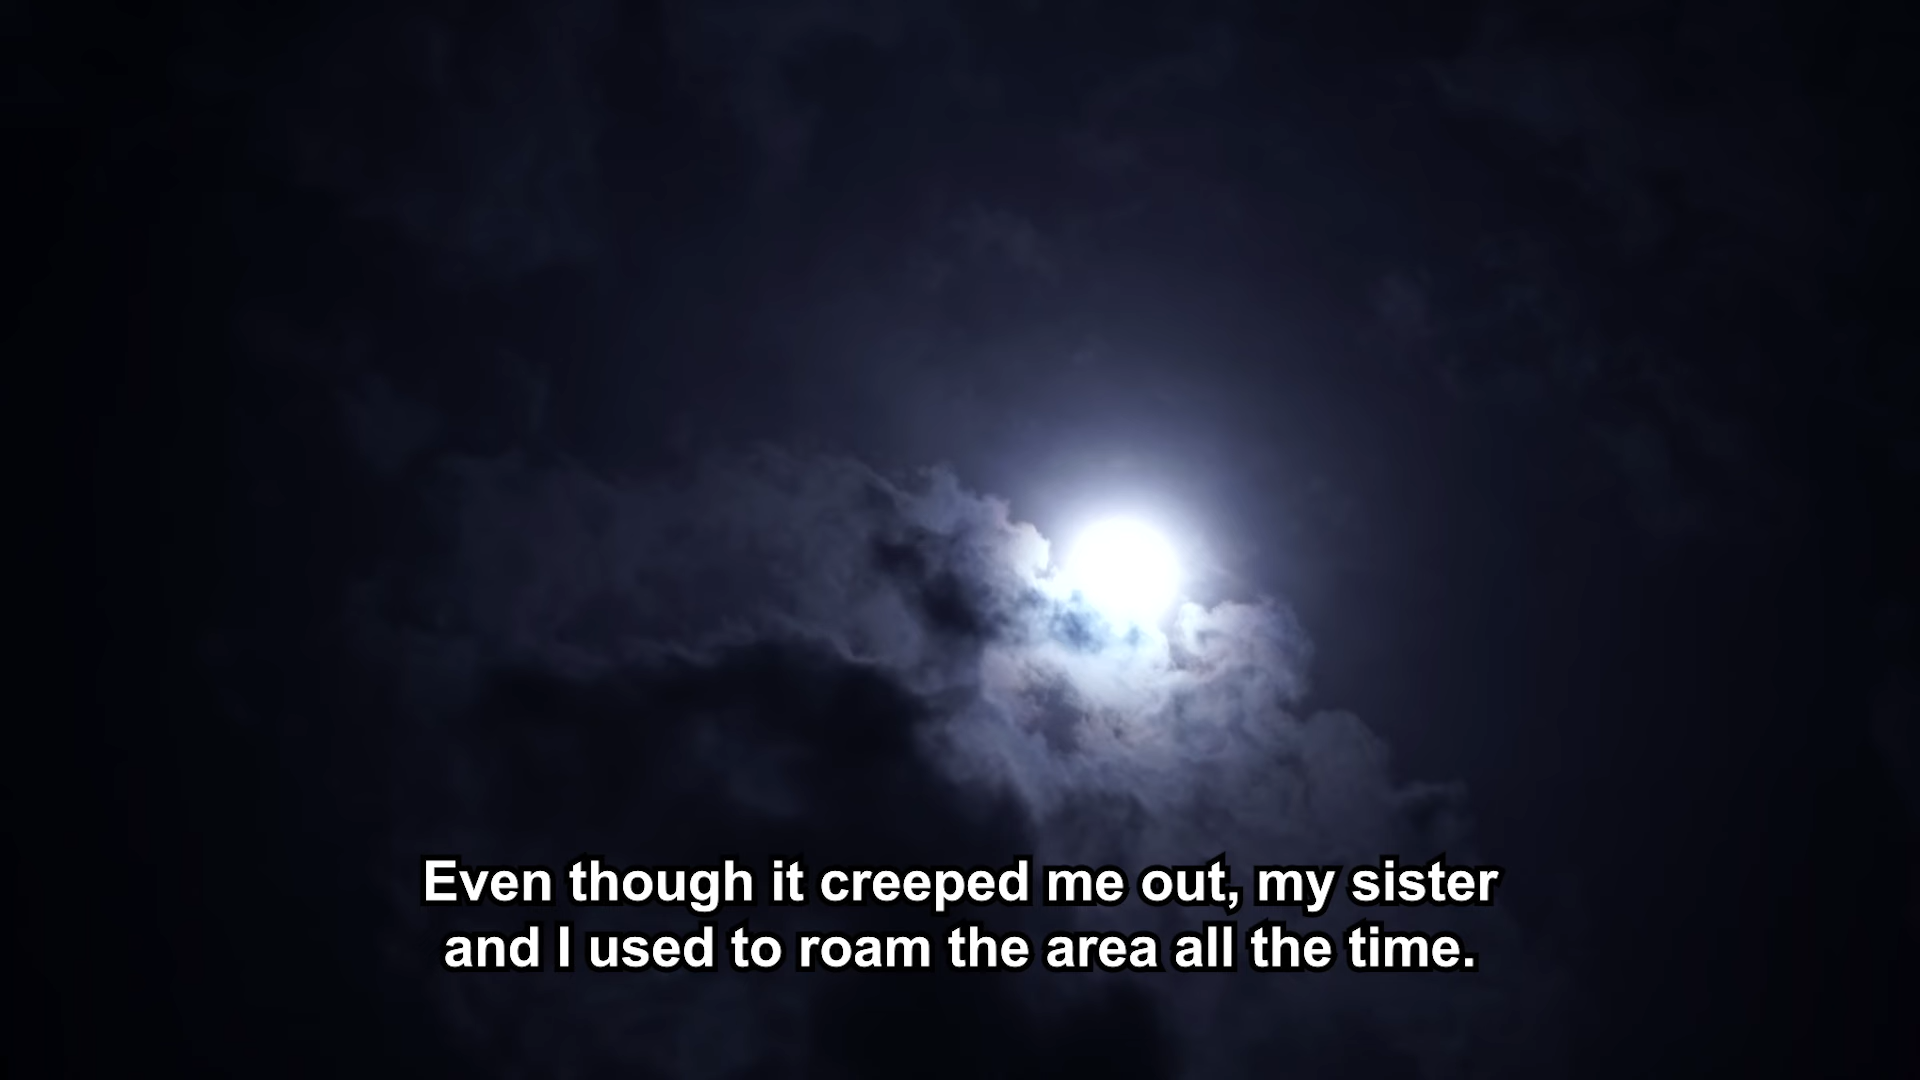 Even though it creeped me out, my sister
and I used to roam the area all the time.